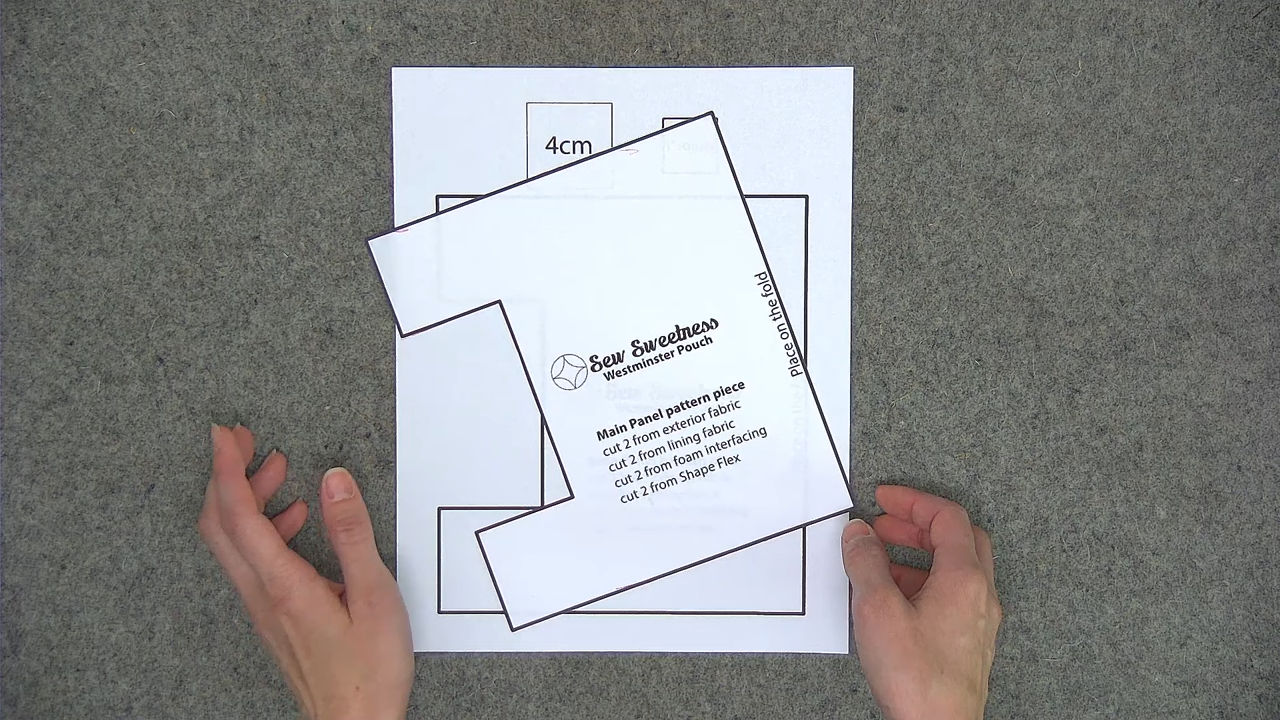 4cm
Place on the fold
Sew Sweetness
Westminster Pouch
Main Panel pattern piece
cut 2 from exterior fabric
cut 2 from lining fabric
cut 2 from foam interfacing
cut 2 from Shape Flex